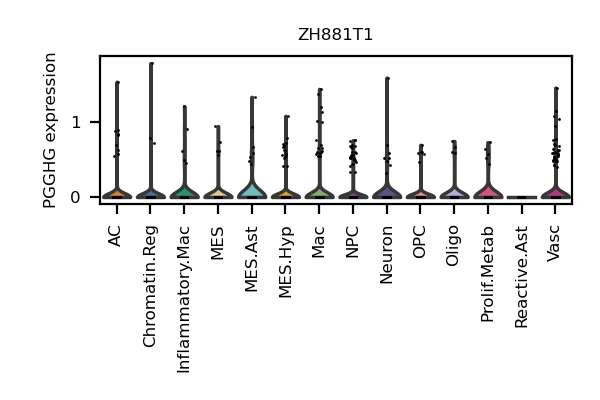 ZH881T1
PGGHG expression
1
0
AC
Chromatin.Reg
Inflammatory.Mac
MES
MES.Ast
MES.Hyp
Mac
NPC
Neuron
OPC
Oligo
Prolif.Metab
Reactive.Ast
Vasc